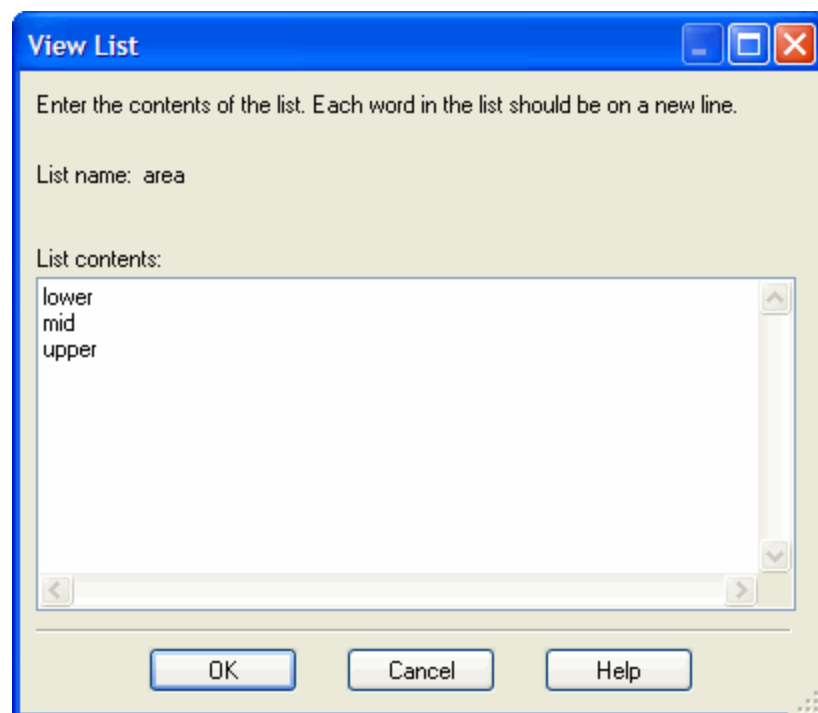 View List
Enter the contents of the list. Each word in the list should be on a new line.
List name: area
List contents:
lower
mid
upper
OK Cancel Help